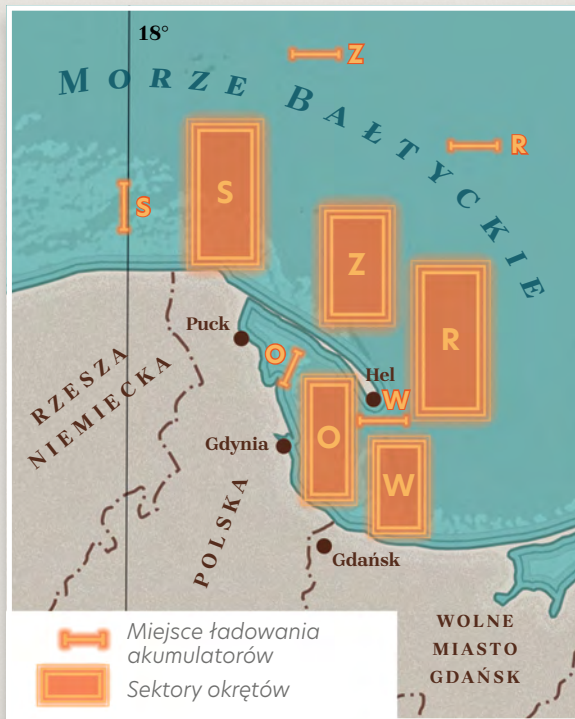 18°
Z
MORZE BAŁTYCKIE
R
S
S
Z
R
Puck
O
Hel
W
RZESZA
NIEMIECKA
O
Gdynia
W
POLSKA
Gdańsk
WOLNE
MIASTO
GDAŃSK
Miejsce ładowania
akumulatorów
Sektory okrętów